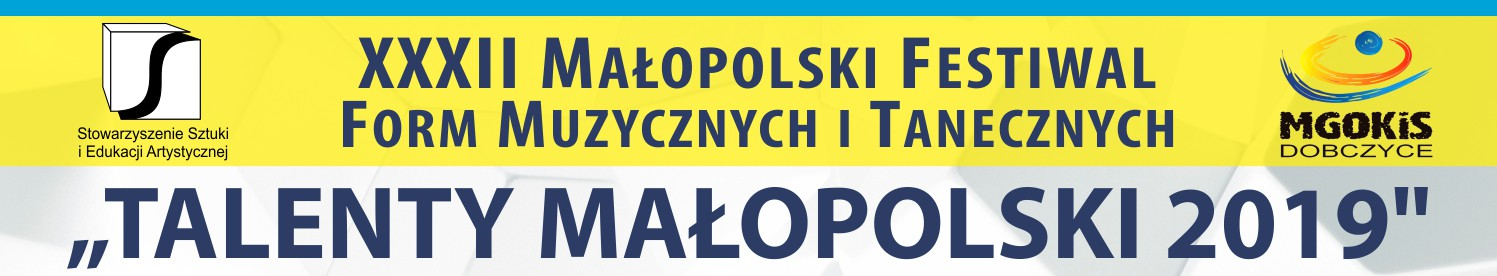 XXXII MAŁOPOLSKI FESTIWAL
FORM MUZYCZNYCH I TANECZNYCH
Stowarzyszenie Sztuki
i Edukacji Artystycznej
MGOKiS
DOBCZYCE
„TALENTY MAŁOPOLSKI 2019"